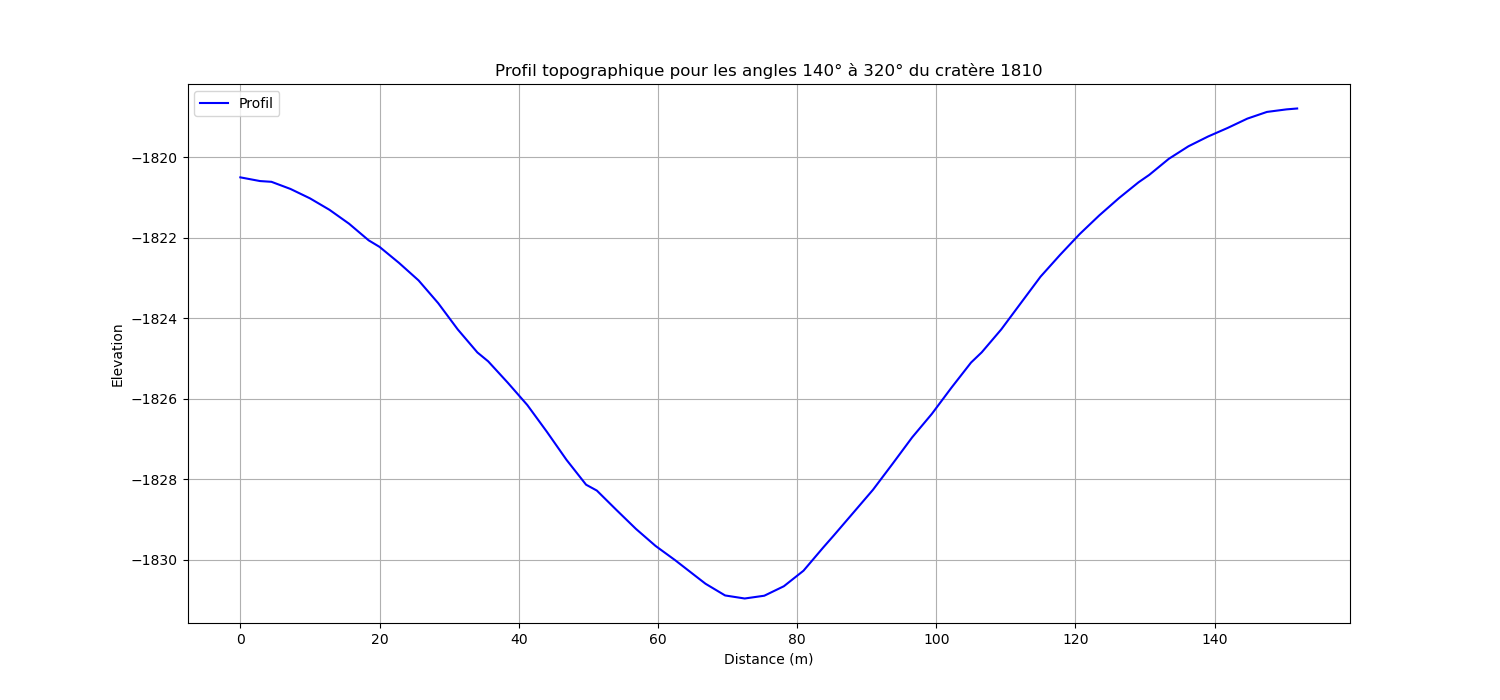 Profil topographique pour les angles 140° à 320° du cratère 1810
Profil
Elevation
−1820
−1822
−1824
−1826
−1828
−1830
0 20 40 60 80 100 120 140
Distance (m)